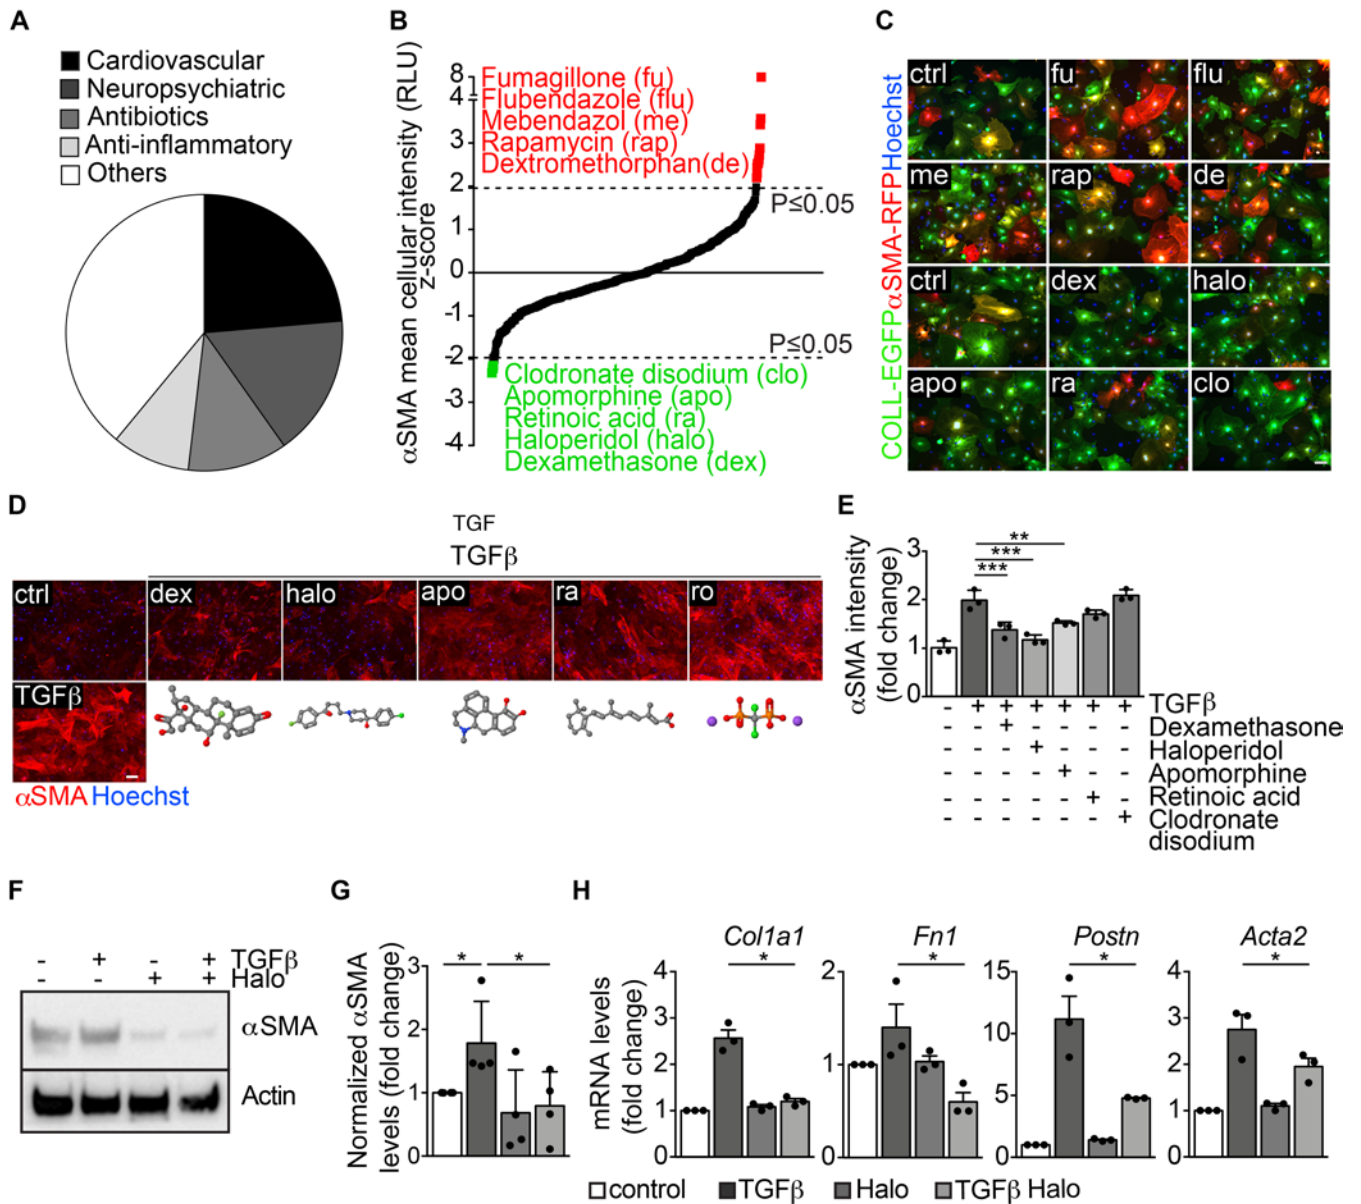 A
Cardiovascular
Neuropsychiatric
Antibiotics
Anti-inflammatory
Others
B
αSMA mean cellular intensity (RLU)
z-score
8
4
3
2
1
0
-1
-2
-3
-4
Fumagillone (fu)
Flubendazole (flu)
Mebendazol (me)
Rapamycin (rap)
Dextromethorphan(de)
P≤0.05
P≤0.05
Clodronate disodium (clo)
Apomorphine (apo)
Retinoic acid (ra)
Haloperidol (halo)
Dexamethasone (dex)
C
COLL-EGFPαSMA-RFPHoechst
ctrl fu flu
me rap de
ctrl dex halo
apo ra clo
D
TGF
TGFβ
ctrl dex halo apo ra ro
TGFβ
αSMA Hoechst
E
αSMA intensity
(fold change)
3
2
1
0
**
***
***
- + + + + + + TGFβ
- - + - - - - Dexamethasone
- - - + - - - Haloperidol
- - - - + - - Apomorphine
- - - - - + - Retinoic acid
- - - - - - + Clodronate
disodium
F
- + - + TGFβ
- - + + Halo
αSMA
Actin
G
Normalized αSMA
levels (fold change)
3
2
1
0
* *
H
mRNA levels
(fold change)
Col1a1
*
4
3
2
1
0
Fn1
*
2
1
0
Postn
*
15
10
5
0
Acta2
*
4
3
2
1
0
control TGFβ Halo TGFβ Halo